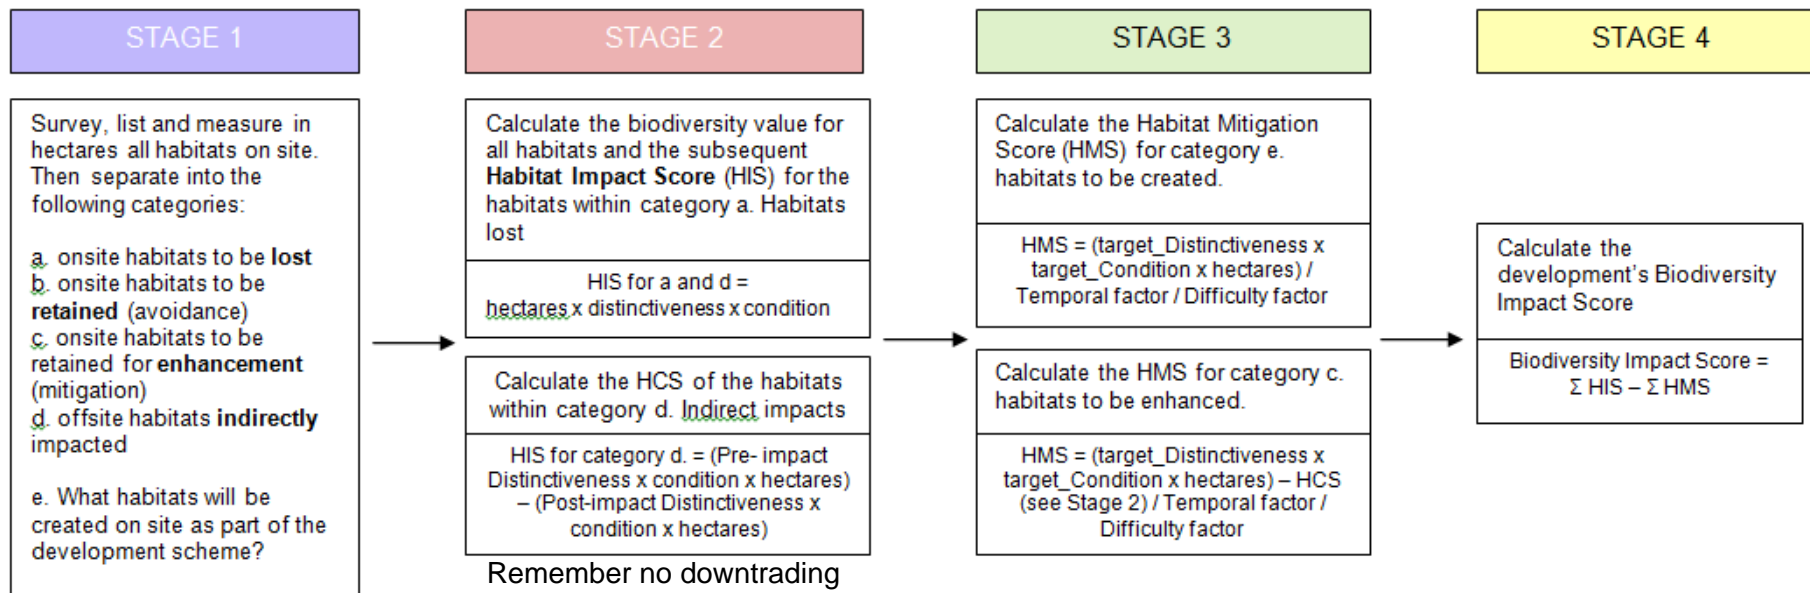 STAGE 1
Survey, list and measure in
hectares all habitats on site.
Then separate into the
following categories:
a. onsite habitats to be lost
b. onsite habitats to be
retained (avoidance)
c. onsite habitats to be
retained for enhancement
(mitigation)
d. offsite habitats indirectly
impacted
e. What habitats will be
created on site as part of the
development scheme?
STAGE 2
Calculate the biodiversity value for
all habitats and the subsequent
Habitat Impact Score (HIS) for the
habitats within category a. Habitats
lost
HIS for a and d =
hectares x distinctiveness x condition
Calculate the HCS of the habitats
within category d. Indirect impacts
HIS for category d. = (Pre- impact
Distinctiveness x condition x hectares)
– (Post-impact Distinctiveness x
condition x hectares)
Remember no downtrading
STAGE 3
Calculate the Habitat Mitigation
Score (HMS) for category e.
habitats to be created.
HMS = (target_Distinctiveness x
target_Condition x hectares) /
Temporal factor / Difficulty factor
Calculate the HMS for category c.
habitats to be enhanced.
HMS = (target_Distinctiveness x
target_Condition x hectares) – HCS
(see Stage 2) / Temporal factor /
Difficulty factor
STAGE 4
Calculate the
development’s Biodiversity
Impact Score
Biodiversity Impact Score =
Σ HIS – Σ HMS